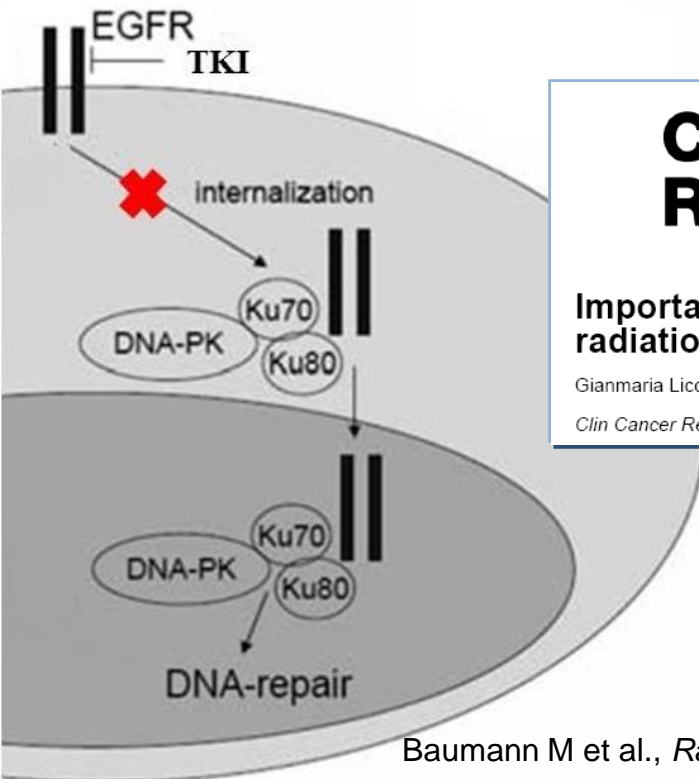 EGFR
TKI
internalization
Ku70
DNA-PK
Ku80
Ku70
DNA-PK
Ku80
DNA-repair
C
R
Importa
radiatio
Gianmaria Lico
Clin Cancer Re
Baumann M et al., Ra